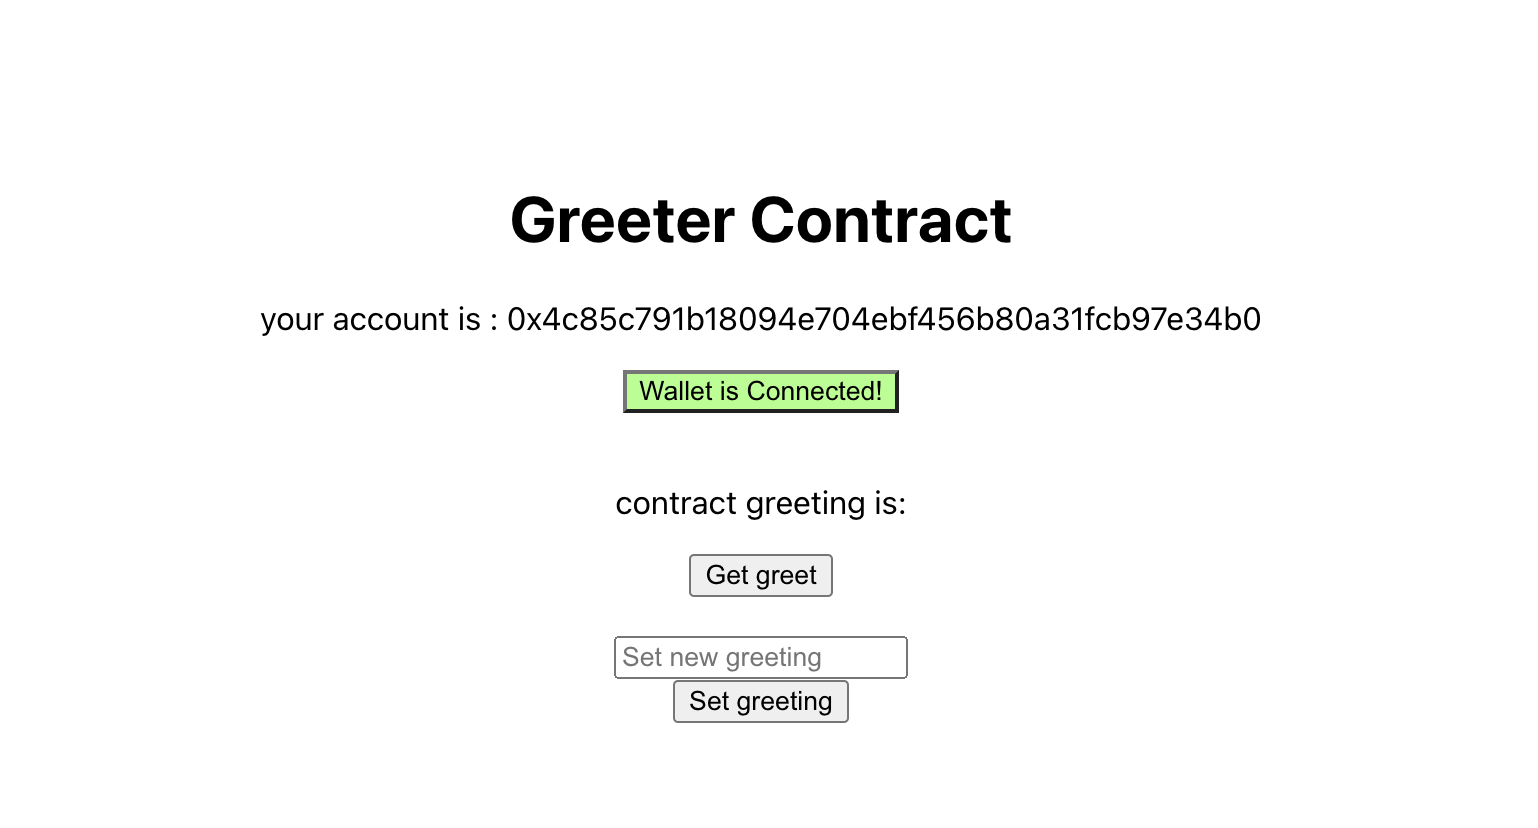 Greeter Contract
your account is : 0x4c85c791b18094e704ebf456b80a31fcb97e34b0
Wallet is Connected!
contract greeting is:
Get greet
Set new greeting
Set greeting